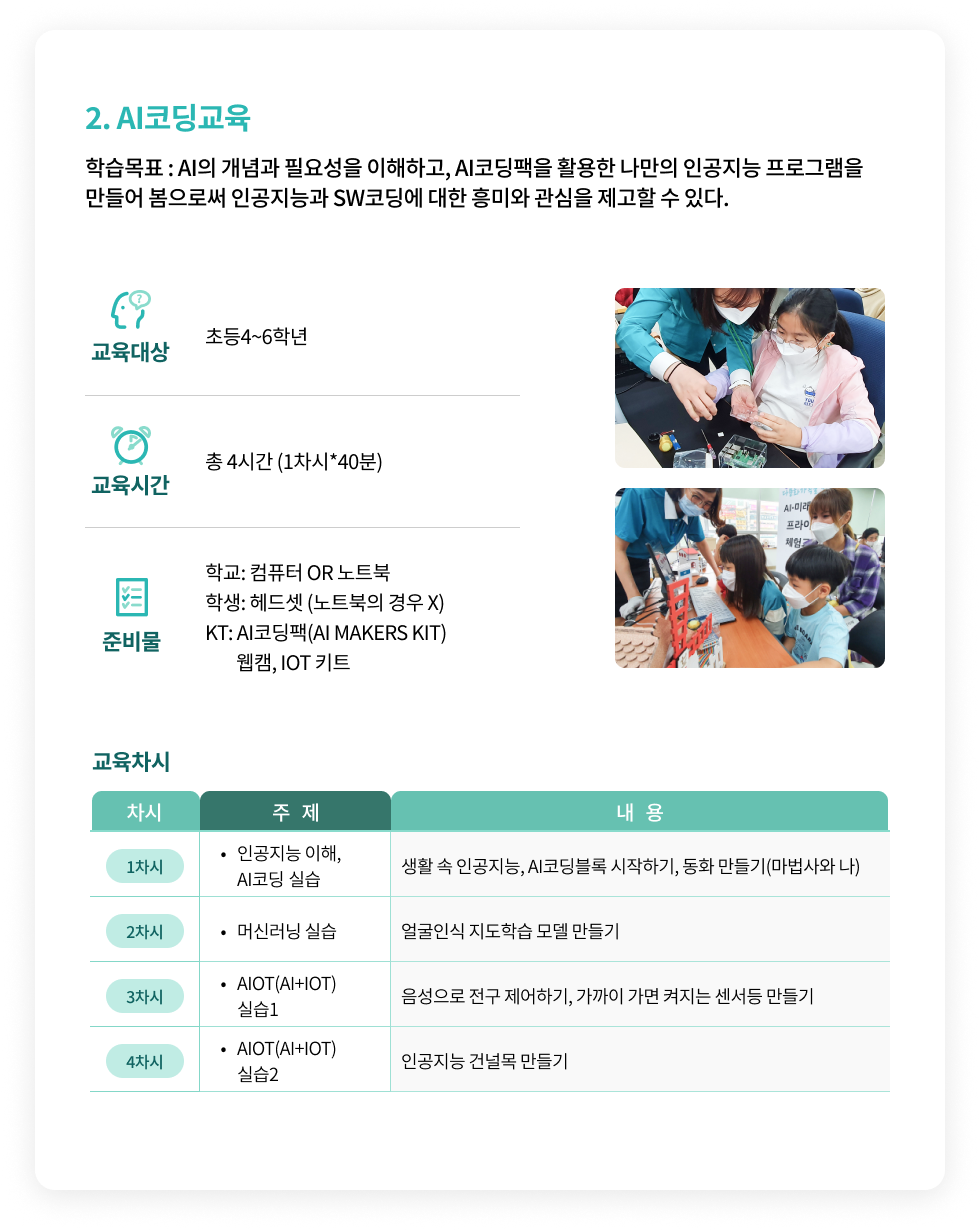 2. AI코딩교육
학습목표 : AI의 개념과 필요성을 이해하고, AI코딩팩을 활용한 나만의 인공지능 프로그램을
만들어 봄으로써 인공지능과 SW코딩에 대한 흥미와 관심을 제고할 수 있다.
?
교육대상
초등4~6학년
교육시간
총 4시간 (1차시*40분)
준비물
학교: 컴퓨터 OR 노트북
학생: 헤드셋 (노트북의 경우 X)
KT: AI코딩팩(AI MAKERS KIT)
웹캠, IOT 키트
AI·미래
프라이
체험
교육차시
차시 주 제 내 용
1차시 • 인공지능 이해, 생활 속 인공지능, AI코딩블록 시작하기, 동화 만들기(마법사와 나)
AI코딩 실습
2차시 • 머신러닝 실습 얼굴인식 지도학습 모델 만들기
3차시 • AIOT(AI+IOT) 음성으로 전구 제어하기, 가까이 가면 켜지는 센서등 만들기
실습1
4차시 • AIOT(AI+IOT) 인공지능 건널목 만들기
실습2